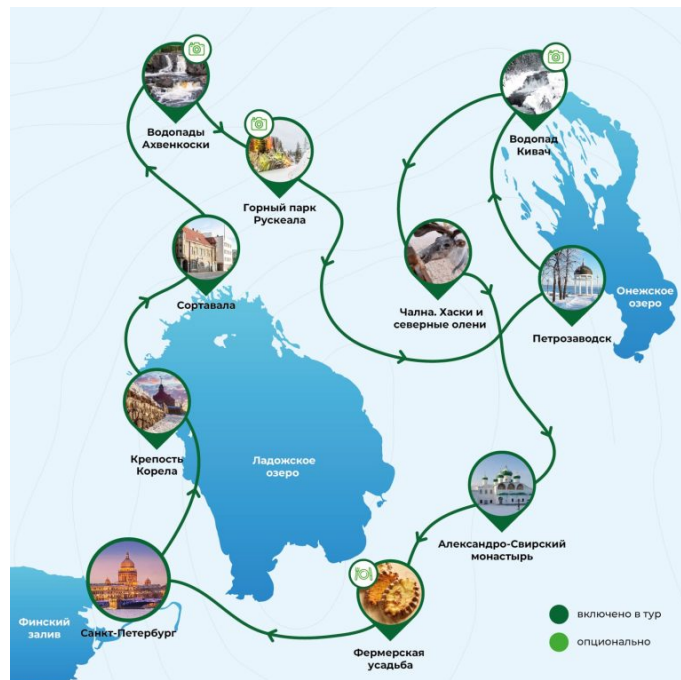 Водопады
Ахвенкоски
Водопад
Кивач
Горный парк
Рускеала
Сортавала
Чална. Хаски и
северные олени
Онежское
озеро
Петрозаводск
Крепость
Корела
Ладожское
озеро
Александро-Свирский
монастырь
Финский
залив
Санкт-Петербург
Фермерская
усадьба
включено в тур
опционально